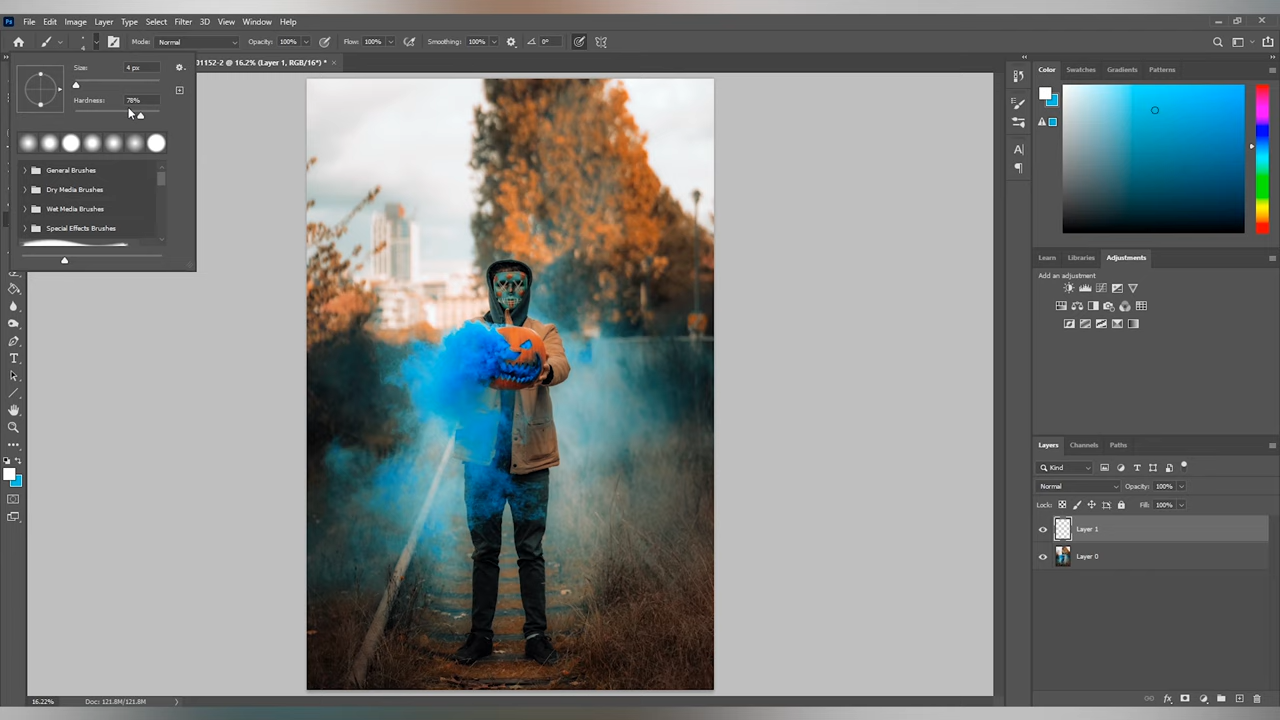 Ps File Edit Image Layer Type Select Filter 3D View Window Help
Mode: Normal Opacity: 100% Flow: 100% Smoothing: 100% 0°
31152-2 @ 16.2% (Layer 1, RGB/16*) * ×
Size: 4 px
Hardness: 78%
General Brushes
Dry Media Brushes
Wet Media Brushes
Special Effects Brushes
Color Swatches Gradients Patterns
Learn Libraries Adjustments
Add an adjustment
Layers Channels Paths
Kind
Normal Opacity: 100%
Lock: Fill: 100%
Layer 1
Layer 0
16.22% Doc: 121.8M/121.8M